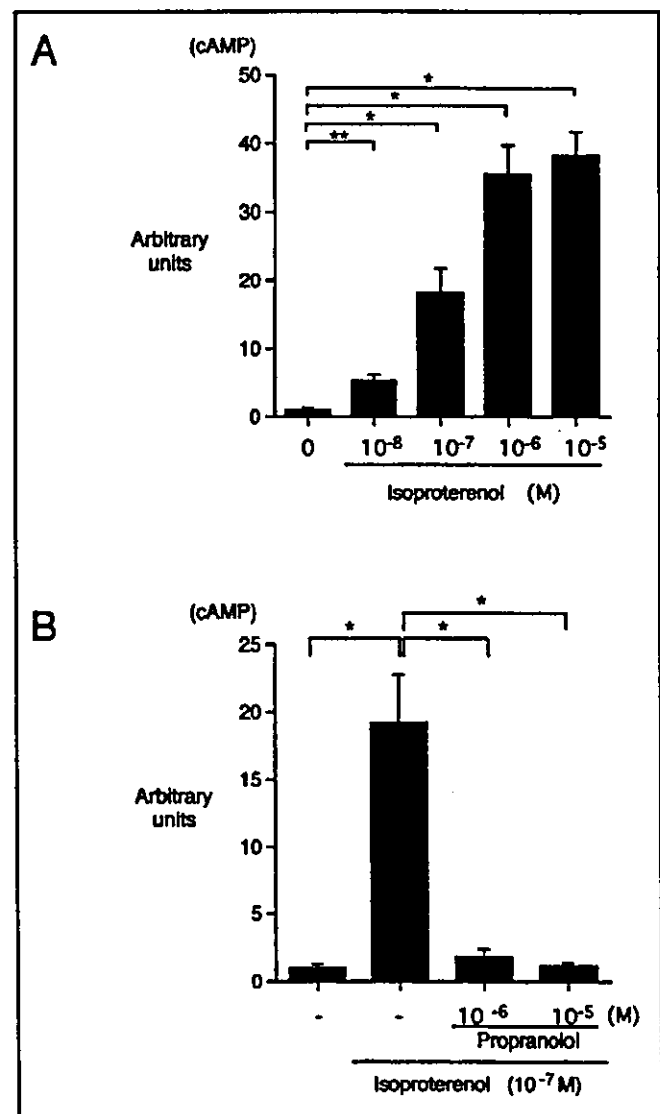 A
(cAMP)
50
40
30
20
10
0
Arbitrary
units
*
*
*
**
0 10-8 10-7 10-6 10-5
Isoproterenol (M)
B
(cAMP)
25
20
15
10
5
0
Arbitrary
units
*
*
*
- - 10-6 10-5 (M)
Propranolol
Isoproterenol (10-7M)